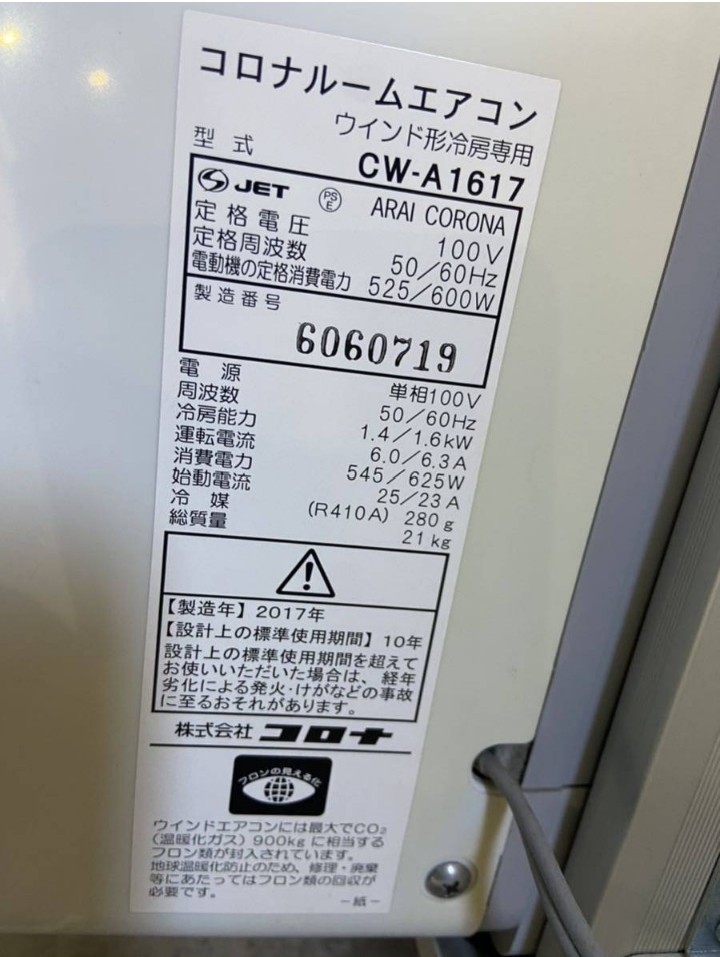 コロナルームエアコン
ウインド形冷房専用
型式 CW-A1617
JET PSE ARAI CORONA
定格電圧 100V
定格周波数 50/60Hz
電動機の定格消費電力 525/600W
製造番号
6060719
電源 単相100V
周波数 50/60Hz
冷房能力 1.4/1.6kW
運転電流 6.0/6.3A
消費電力 545/625W
始動電流 25/23A
冷媒 (R410A) 280g
総質量 21kg
【製造年】2017年
【設計上の標準使用期間】10年
設計上の標準使用期間を超えて
お使いいただいた場合は、経年
劣化による発火・けがなどの事故
に至るおそれがあります。
株式会社 コロナ
フロンの見える化
ウインドエアコンには最大でCO₂
(温暖化ガス)900kgに相当する
フロン類が封入されています。
地球温暖化防止のため、修理・廃棄
等にあたってはフロン類の回収が
必要です。
-紙-